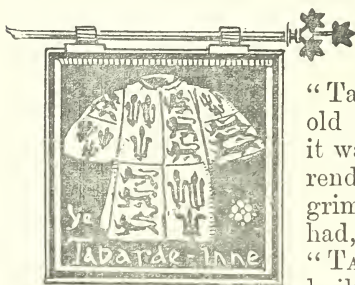 ye
Tabarde-Inne
"Ta
old
it wa
rend
grim
had,
"TA